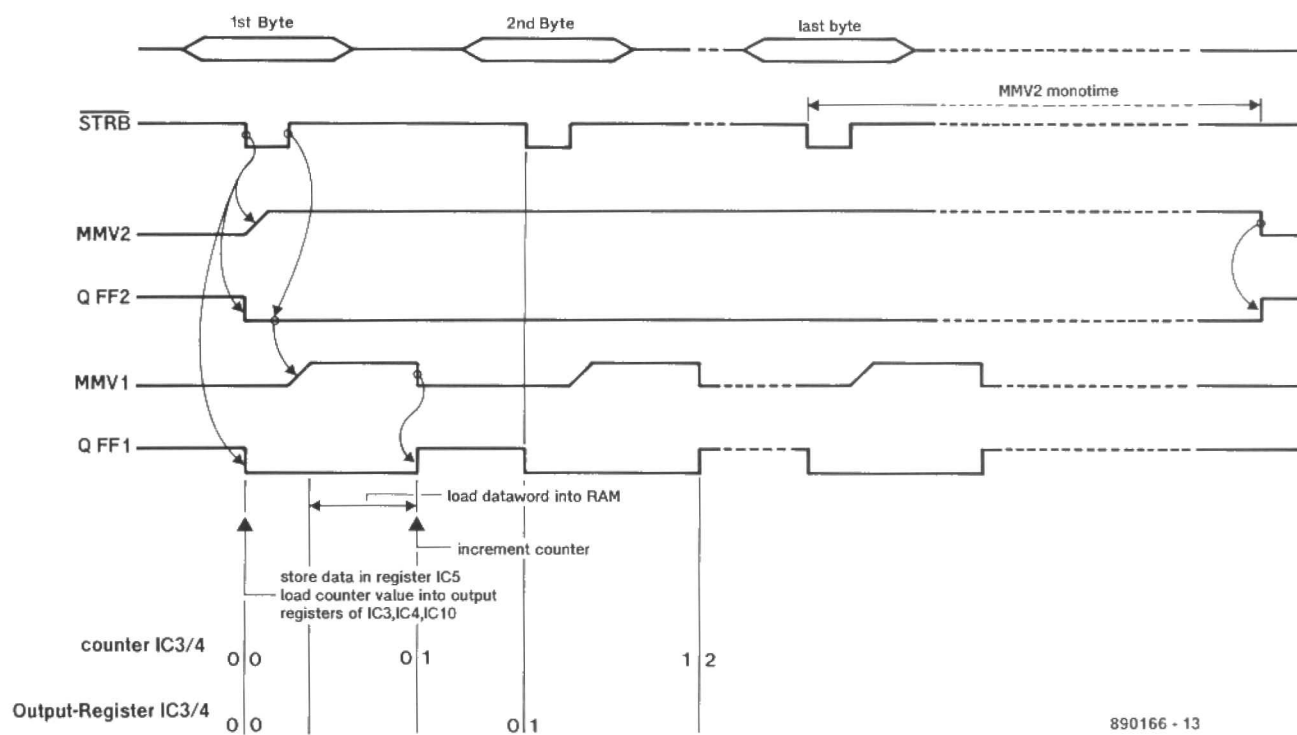 1st Byte
2nd Byte
last byte
MMV2 monotime
STRB
MMV2
Q FF2
MMV1
Q FF1
load dataword into RAM
increment counter
store data in register IC5
load counter value into output
registers of IC3,IC4,IC10
counter IC3/4
0 0
0 1
1 2
Output-Register IC3/4
0 0
0 1
890166 - 13